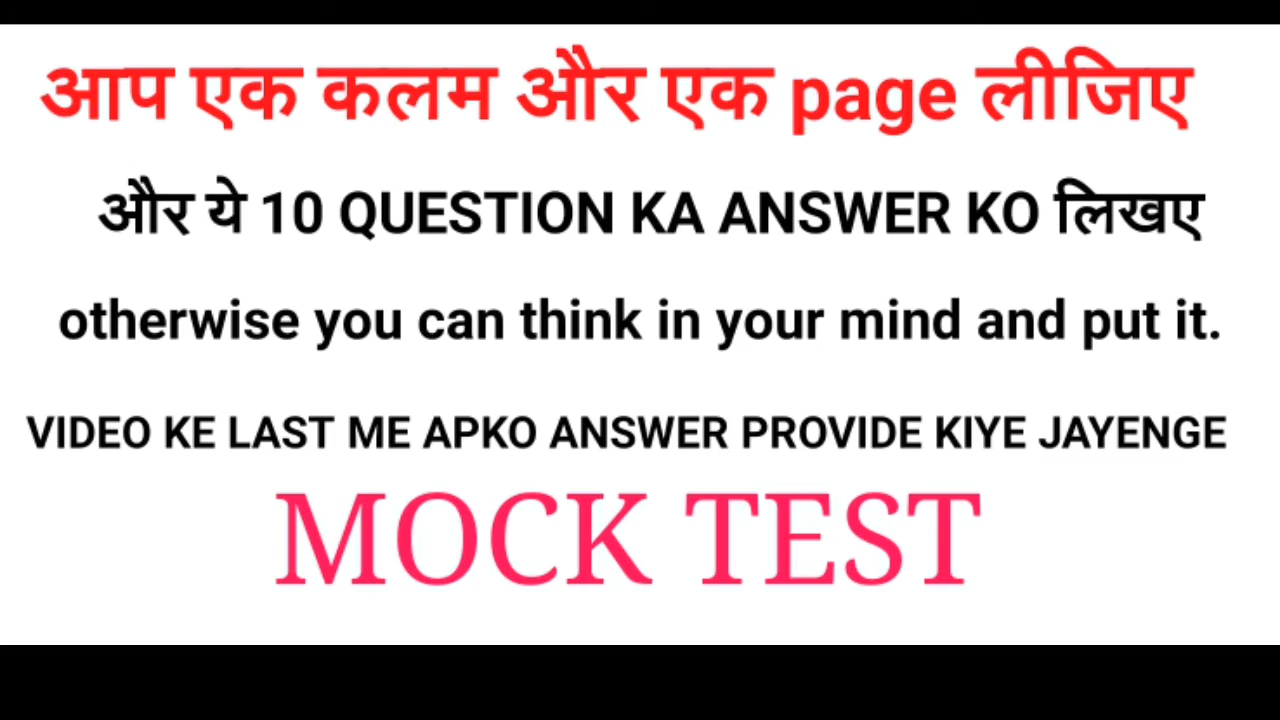 आप एक कलम और एक page लीजिए
और ये 10 QUESTION KA ANSWER KO लिखए
otherwise you can think in your mind and put it.
VIDEO KE LAST ME APKO ANSWER PROVIDE KIYE JAYENGE
MOCK TEST